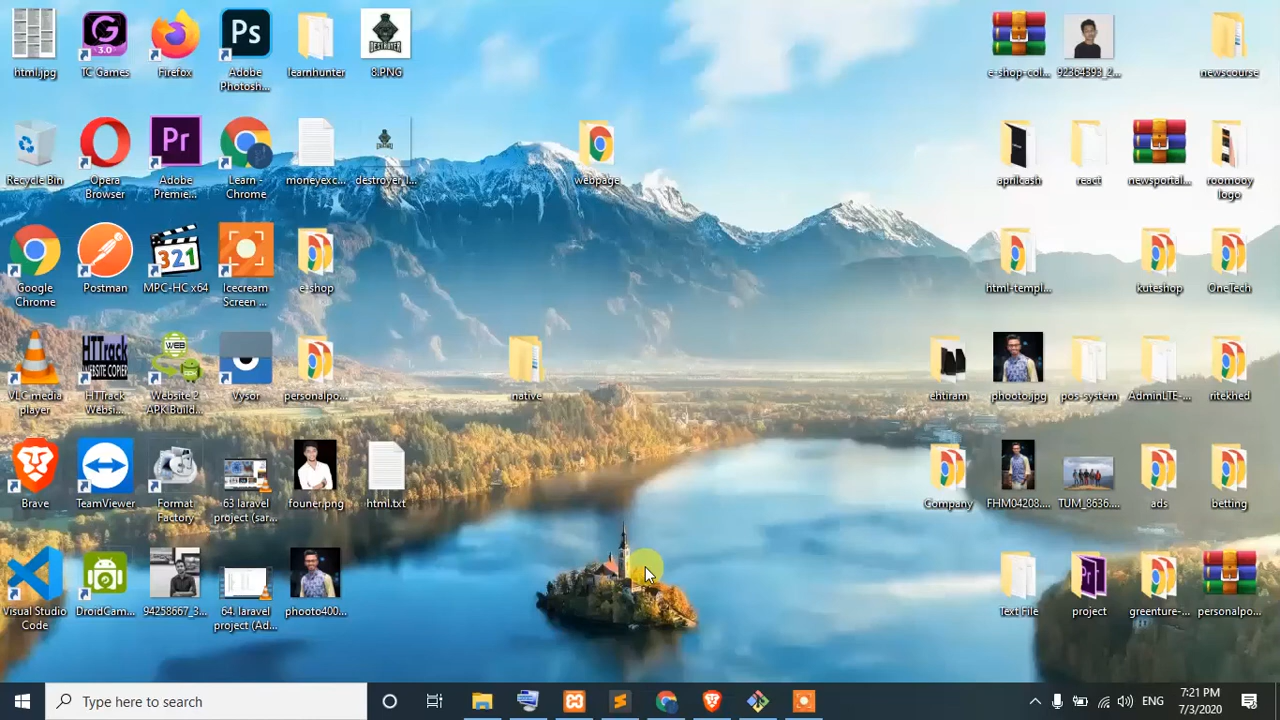 html.jpg
TC Games
Firefox
Adobe
Photosh...
learnhunter
8.PNG
e-shop-col...
92364393_2...
newscourse
Recycle Bin
Opera
Browser
Adobe
Premie...
Learn -
Chrome
moneyexc...
destroyer l...
webpage
aprilcash
react
newsportal...
roomooy
logo
Google
Chrome
Postman
MPC-HC x64
Icecream
Screen ...
e-shop
html-templ...
kuteshop
OneTech
VLC media
player
HTTrack
Websi...
Website 2
APK Build...
Vysor
personalpo...
native
ehtiram
phooto.jpg
pos-system
AdminLTE-...
ritekhed
Brave
TeamViewer
Format
Factory
63 laravel
project (sar...
founer.png
html.txt
Company
FHM04208....
TUM_8636....
ads
betting
Visual Studio
Code
DroidCam...
94258667_3...
64. laravel
project (Ad...
phooto400...
Text File
project
greenture-...
personalpo...
Type here to search
ENG
7:21 PM
7/3/2020